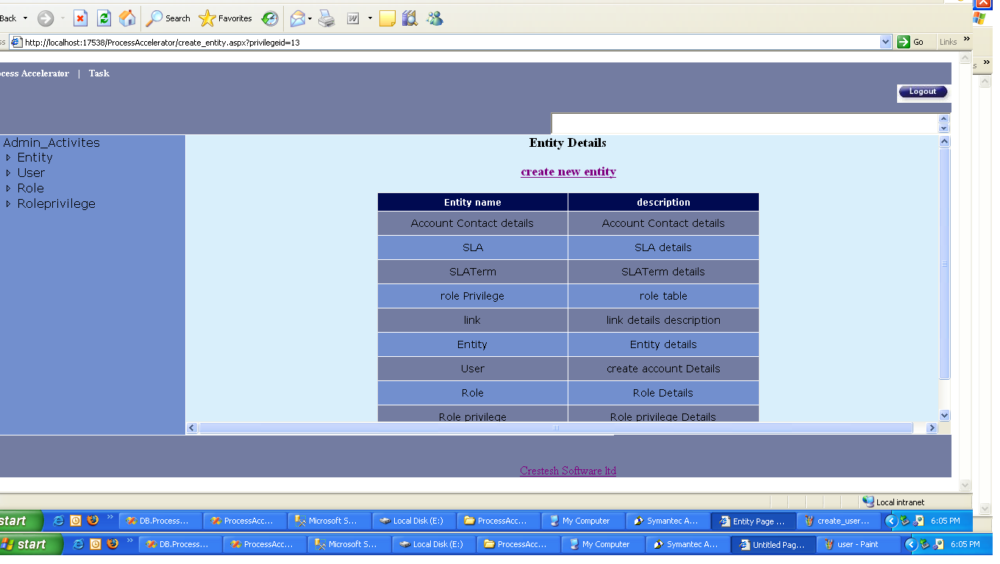 Back Search Favorites
http://localhost:17538/ProcessAccelerator/create_entity.aspx?privilegeid=13 Go Links
cess Accelerator | Task
Logout
Admin_Activites
Entity
User
Role
Roleprivilege
Entity Details
create new entity
Entity name description
Account Contact details Account Contact details
SLA SLA details
SLATerm SLATerm details
role Privilege role table
link link details description
Entity Entity details
User create account Details
Role Role Details
Role privilege Role privilege Details
Crestesh Software ltd
Local intranet
start DB.Process... ProcessAcc... Microsoft S... Local Disk (E:) ProcessAcc... My Computer Symantec A... Entity Page ... create_user... 6:05 PM
start DB.Process... ProcessAcc... Microsoft S... Local Disk (E:) ProcessAcc... My Computer Symantec A... Untitled Pag... user - Paint 6:05 PM